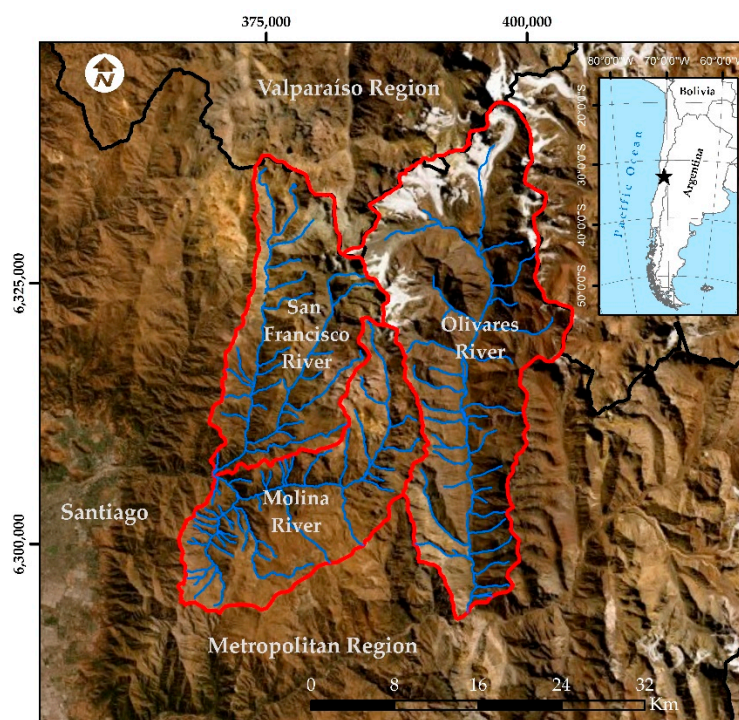 375,000
400,000
N
Valparaíso Region
80°0'0"W 70°0'0"W 60°0'0"W
Bolivia
20°0'0"S
30°0'0"S
40°0'0"S
50°0'0"S
Pacific Ocean
Argentina
6,325,000
San
Francisco
River
Olivares
River
Santiago
Molina
River
6,300,000
Metropolitan Region
0 8 16 24 32
Km